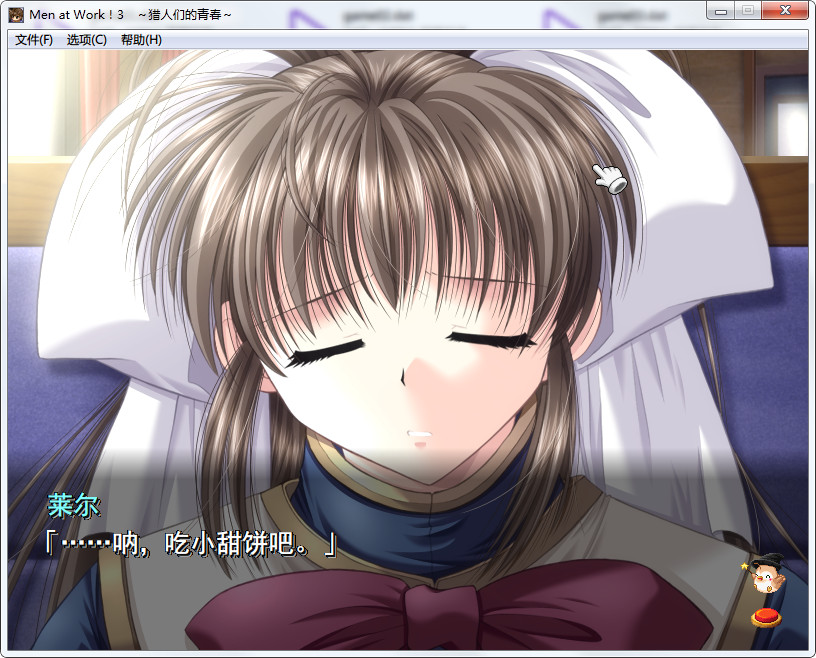 Men at Work！3　~猎人们的青春~
文件(F)　选项(C)　帮助(H)
莱尔
「……呐，吃小甜饼吧。」